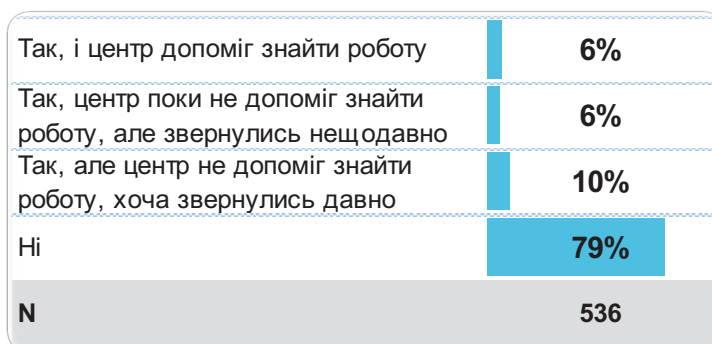 Так, і центр допоміг знайти роботу 6%
Так, центр поки не допоміг знайти
роботу, але звернулись нещодавно 6%
Так, але центр не допоміг знайти
роботу, хоча звернулись давно 10%
Ні 79%
N 536